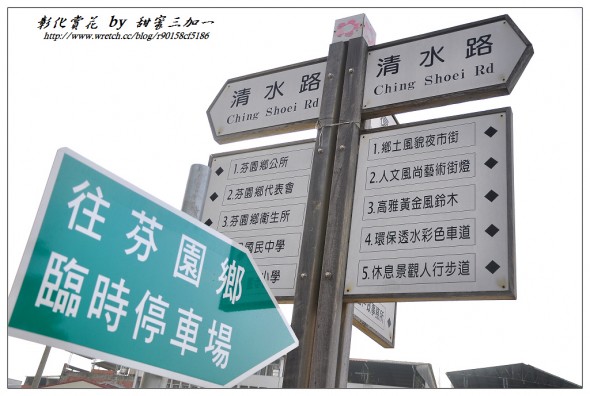 彰化賞花 by 甜蜜三加一
http://www.wretch.cc/blog/r90158cf5186
清水路
Ching Shoei Rd
清水路
Ching Shoei Rd
1.芬園鄉公所
2.芬園鄉代表會
3.芬園鄉衛生所
國民中學
小學
1.鄉土風貌夜市街
2.人文風尚藝術街燈
3.高雅黃金風鈴木
4.環保透水彩色車道
5.休息景觀人行步道
往芬園鄉
臨時停車場